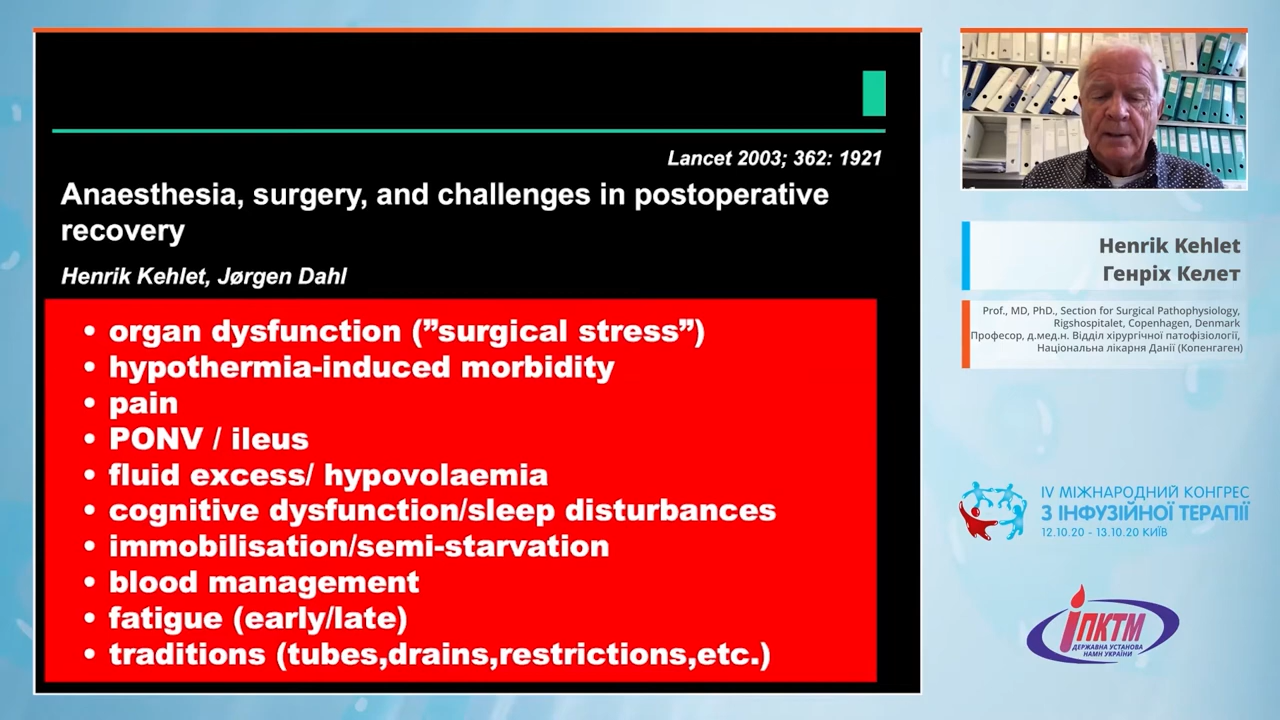 Lancet 2003; 362: 1921
Anaesthesia, surgery, and challenges in postoperative
recovery
Henrik Kehlet, Jørgen Dahl
• organ dysfunction (”surgical stress”)
• hypothermia-induced morbidity
• pain
• PONV / ileus
• fluid excess/ hypovolaemia
• cognitive dysfunction/sleep disturbances
• immobilisation/semi-starvation
• blood management
• fatigue (early/late)
• traditions (tubes,drains,restrictions,etc.)
Henrik Kehlet
Генріх Келет
Prof., MD, PhD., Section for Surgical Pathophysiology,
Rigshospitalet, Copenhagen, Denmark
Професор, д.мед.н. Відділ хірургічної патофізіології,
Національна лікарня Данії (Копенгаген)
IV МІЖНАРОДНИЙ КОНГРЕС
З ІНФУЗІЙНОЇ ТЕРАПІЇ
12.10.20 - 13.10.20 КИЇВ
ІПКТМ
ДЕРЖАВНА УСТАНОВА
НАМН УКРАЇНИ